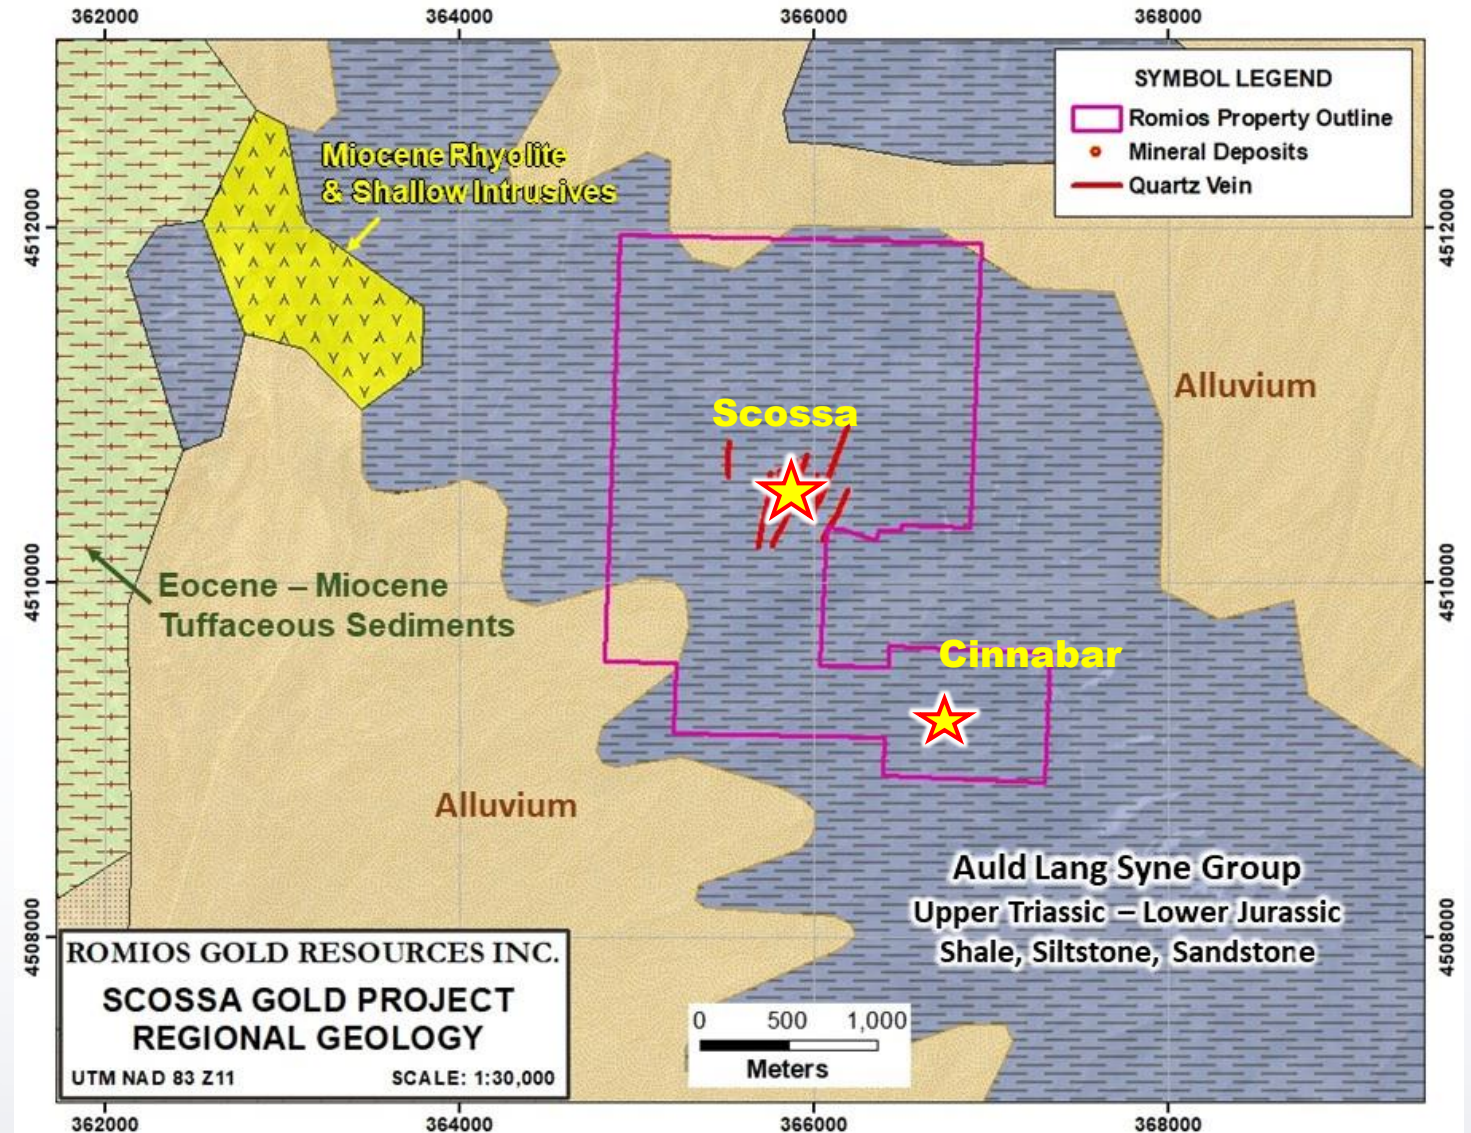 362000
364000
366000
368000
SYMBOL LEGEND
Romios Property Outline
Mineral Deposits
Quartz Vein
Miocene Rhyolite
& Shallow Intrusives
4512000
4512000
Alluvium
Scossa
4510000
4510000
Eocene – Miocene
Tuffaceous Sediments
Cinnabar
Alluvium
Auld Lang Syne Group
Upper Triassic – Lower Jurassic
Shale, Siltstone, Sandstone
4508000
4508000
ROMIOS GOLD RESOURCES INC.
SCOSSA GOLD PROJECT
REGIONAL GEOLOGY
UTM NAD 83 Z11 SCALE: 1:30,000
0 500 1,000
Meters
362000
364000
366000
368000